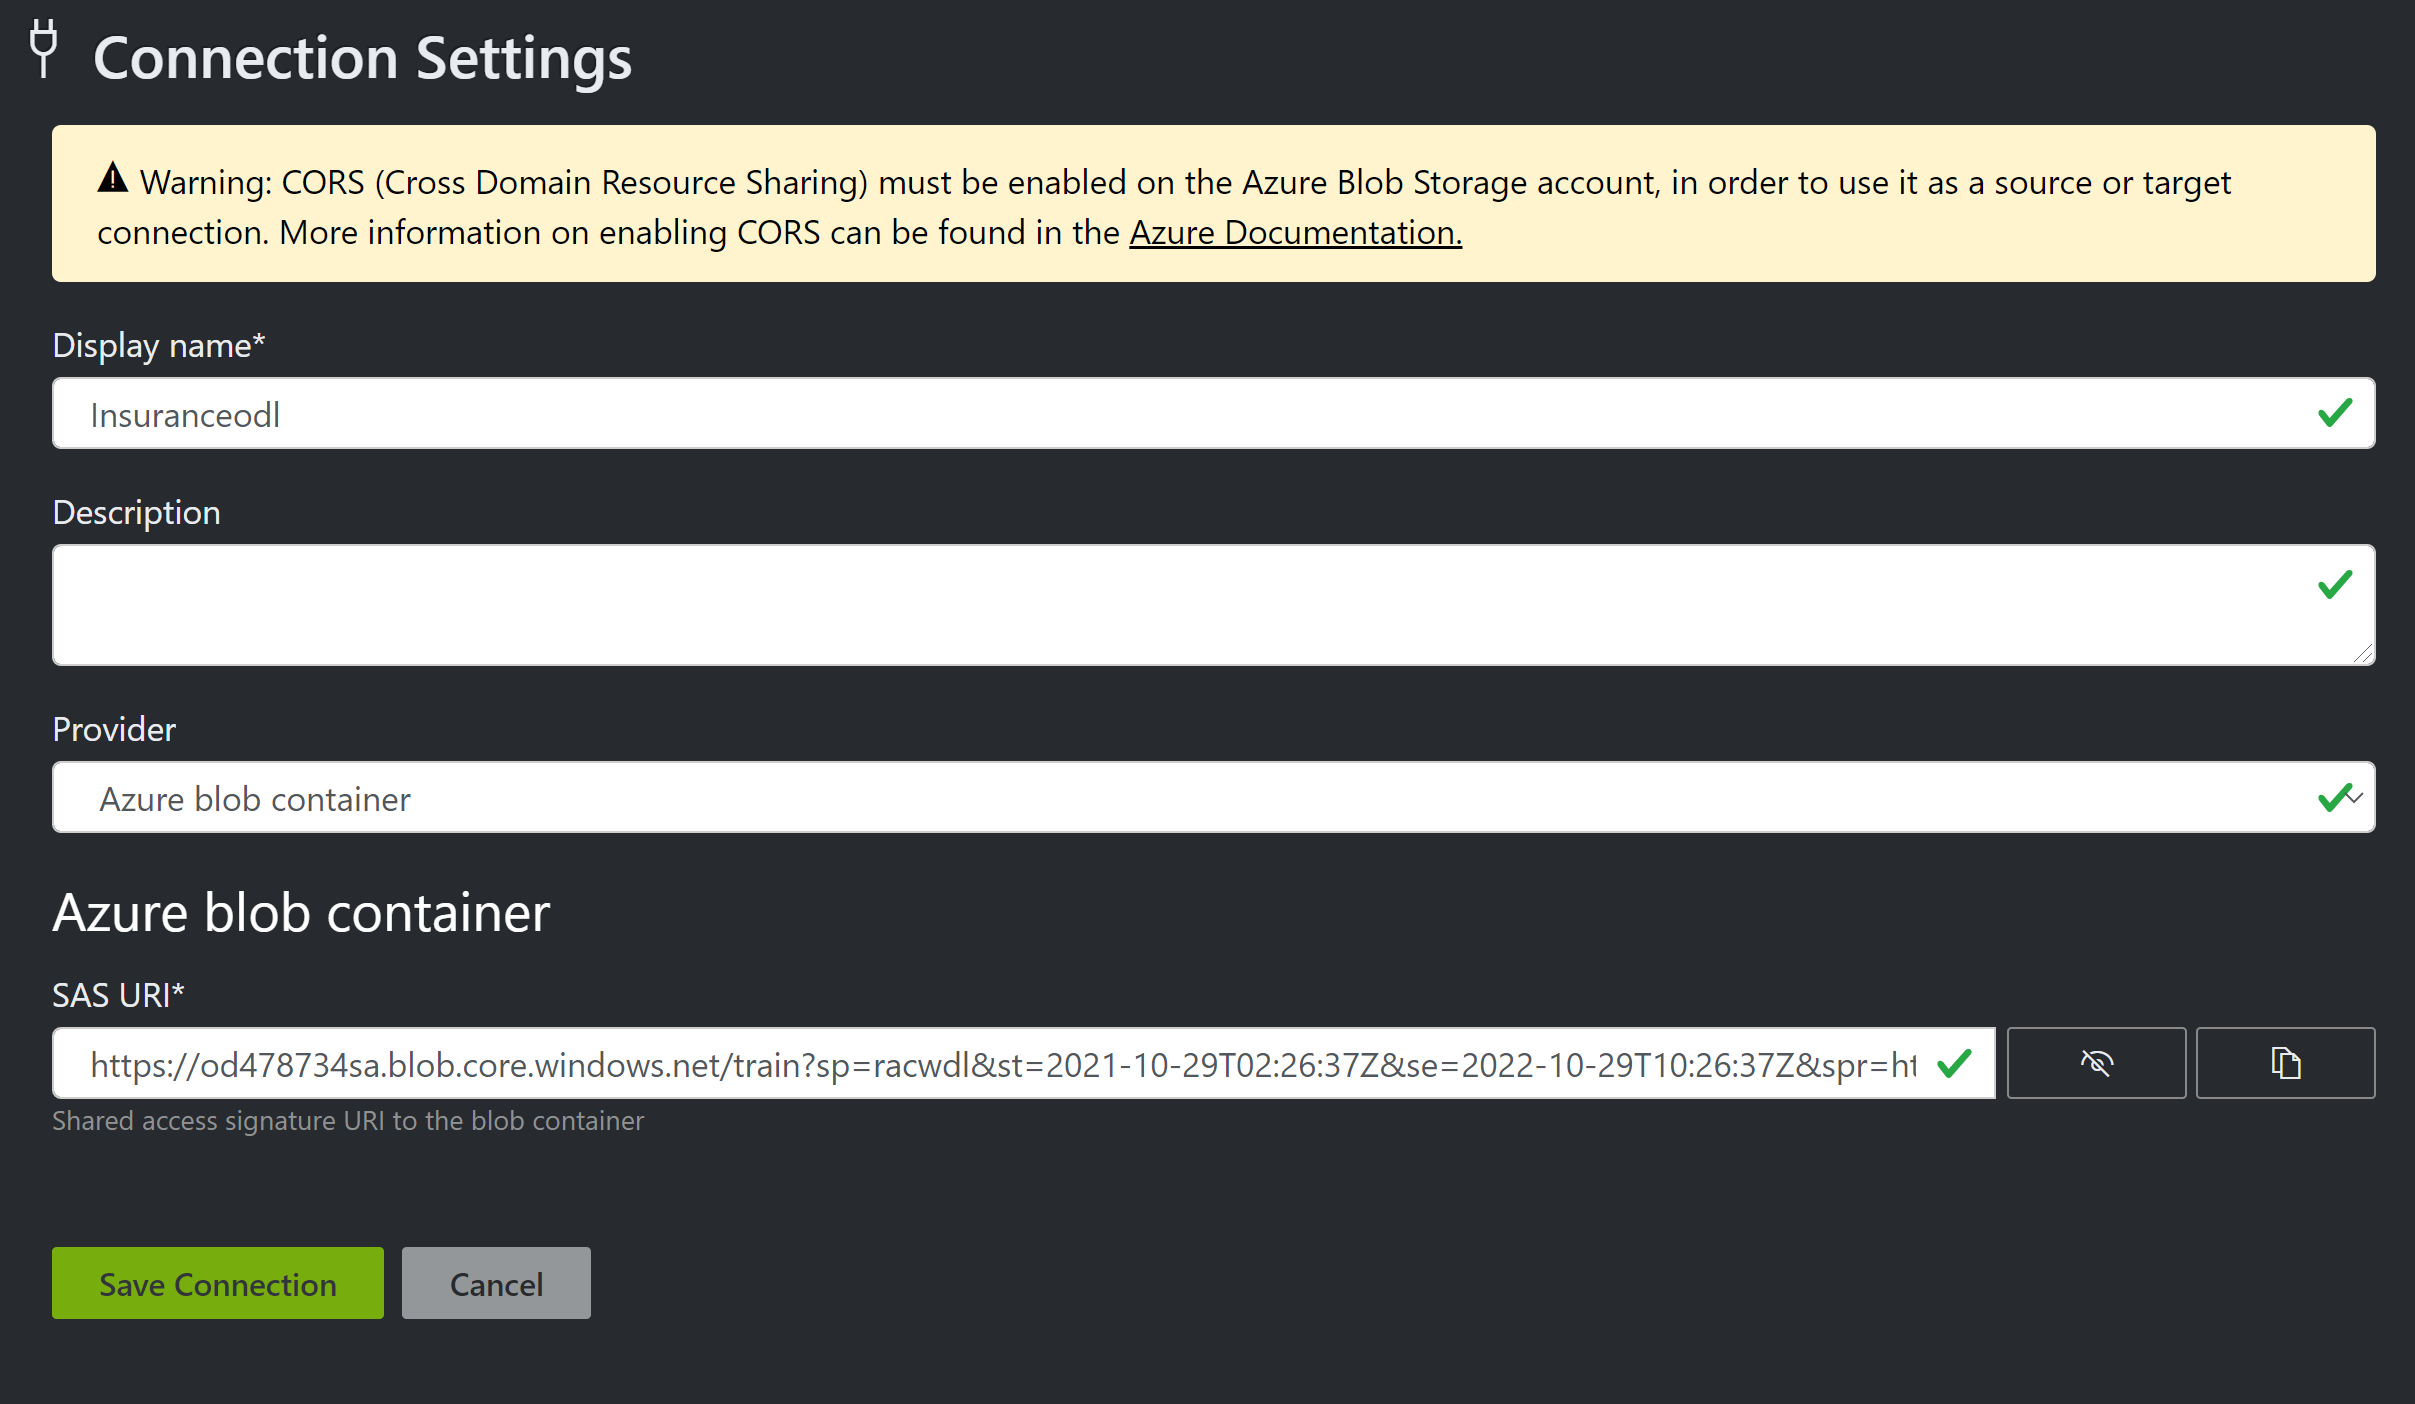 Connection Settings
Warning: CORS (Cross Domain Resource Sharing) must be enabled on the Azure Blob Storage account, in order to use it as a source or target
connection. More information on enabling CORS can be found in the Azure Documentation.
Display name*
Insuranceodl
Description
Provider
Azure blob container
Azure blob container
SAS URI*
https://od478734sa.blob.core.windows.net/train?sp=racwdl&st=2021-10-29T02:26:37Z&se=2022-10-29T10:26:37Z&spr=ht
Shared access signature URI to the blob container
Save Connection
Cancel